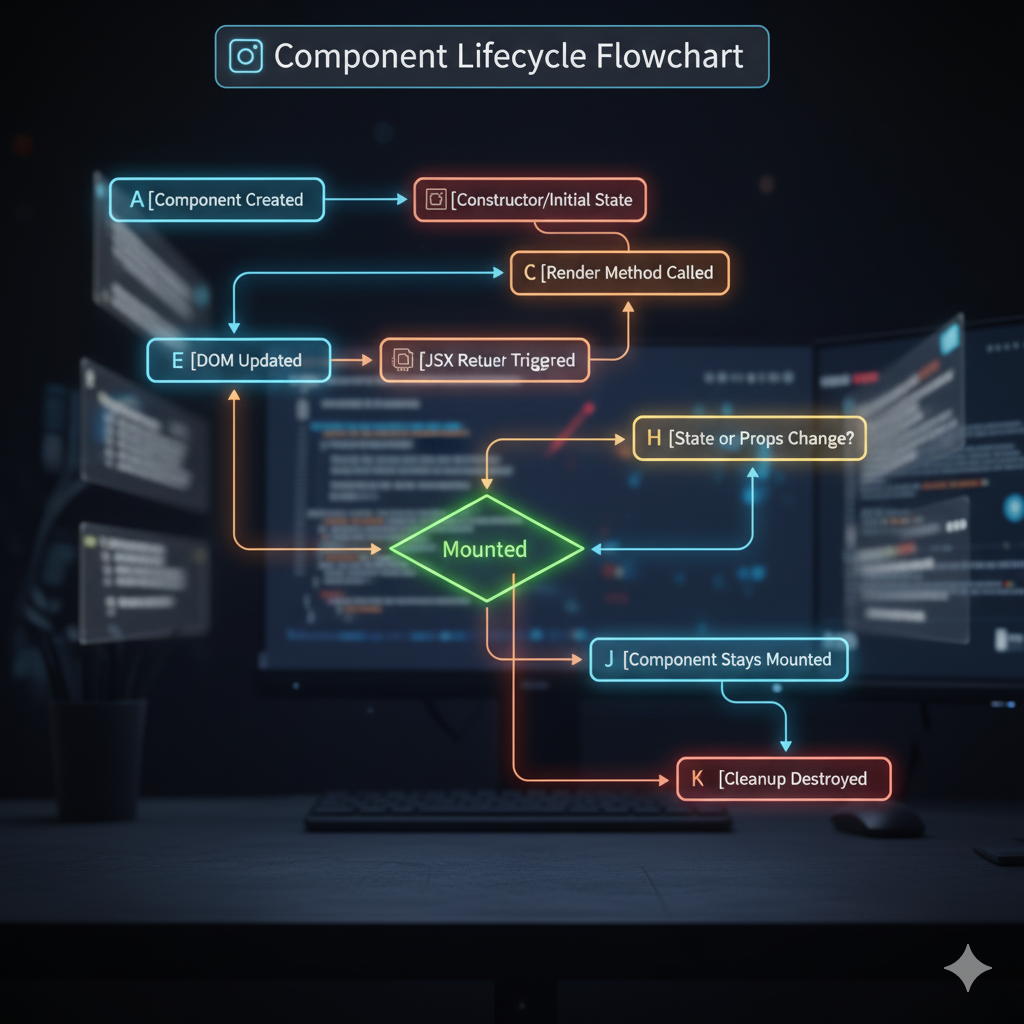 Component Lifecycle Flowchart
A [Component Created
[Constructor/Initial State
C [Render Method Called
E [DOM Updated
[JSX Retuer Triggred
H [State or Props Change?
Mounted
J [Component Stays Mounted
K [Cleanup Destroyed